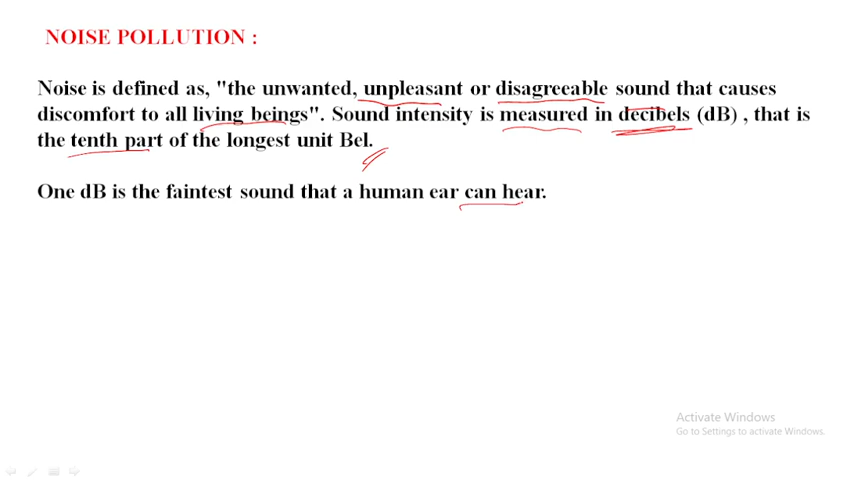 NOISE POLLUTION :
Noise is defined as, "the unwanted, unpleasant or disagreeable sound that causes
discomfort to all living beings". Sound intensity is measured in decibels (dB) , that is
the tenth part of the longest unit Bel.
One dB is the faintest sound that a human ear can hear.
Activate Windows
Go to Settings to activate Windows.